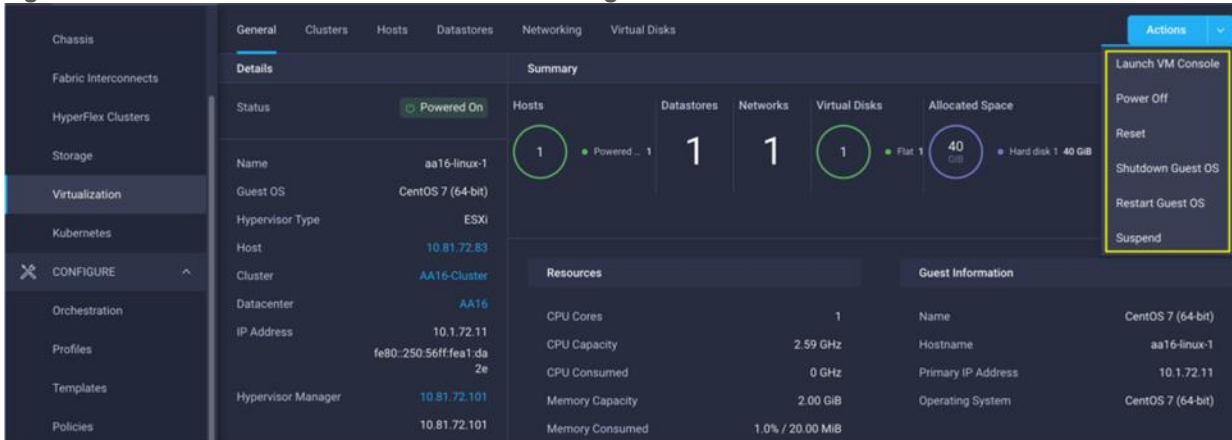 Chassis
Fabric Interconnects
HyperFlex Clusters
Storage
Virtualization
Kubernetes
CONFIGURE
Orchestration
Profiles
Templates
Policies
General Clusters Hosts Datastores Networking Virtual Disks
Actions
Launch VM Console
Power Off
Reset
Shutdown Guest OS
Restart Guest OS
Suspend
Details
Status Powered On
Name aa16-linux-1
Guest OS CentOS 7 (64-bit)
Hypervisor Type ESXi
Host 10.81.72.83
Cluster AA16-Cluster
Datacenter AA16
IP Address 10.1.72.11
fe80::250:56ff:fea1:da
2e
Hypervisor Manager 10.81.72.101
10.81.72.101
Summary
Hosts Datastores Networks Virtual Disks Allocated Space
1 Powered ... 1 1 1 1 Flat 1 40 GiB Hard disk 1 40 GiB
Resources
CPU Cores 1
CPU Capacity 2.59 GHz
CPU Consumed 0 GHz
Memory Capacity 2.00 GiB
Memory Consumed 1.0% / 20.00 MiB
Guest Information
Name CentOS 7 (64-bit)
Hostname aa16-linux-1
Primary IP Address 10.1.72.11
Operating System CentOS 7 (64-bit)